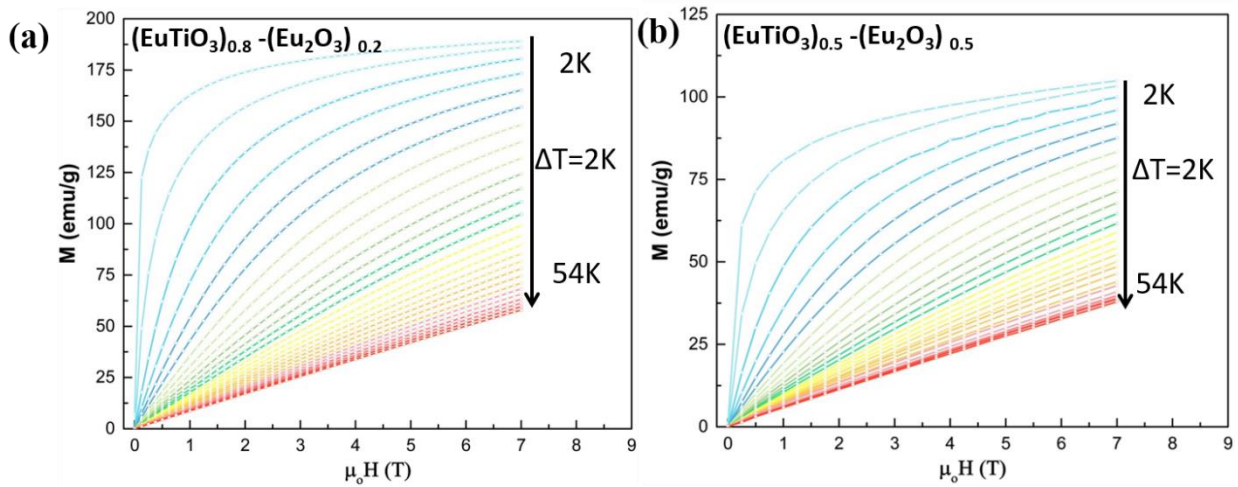 (a)
(EuTiO₃)₀.₈ -(Eu₂O₃) ₀.₂
200
175
150
125
100
75
50
25
0
M (emu/g)
2K
ΔT=2K
54K
0 1 2 3 4 5 6 7 8 9
μₒH (T)
(b)
(EuTiO₃)₀.₅ -(Eu₂O₃) ₀.₅
125
100
75
50
25
0
M (emu/g)
2K
ΔT=2K
54K
0 1 2 3 4 5 6 7 8 9
μₒH (T)